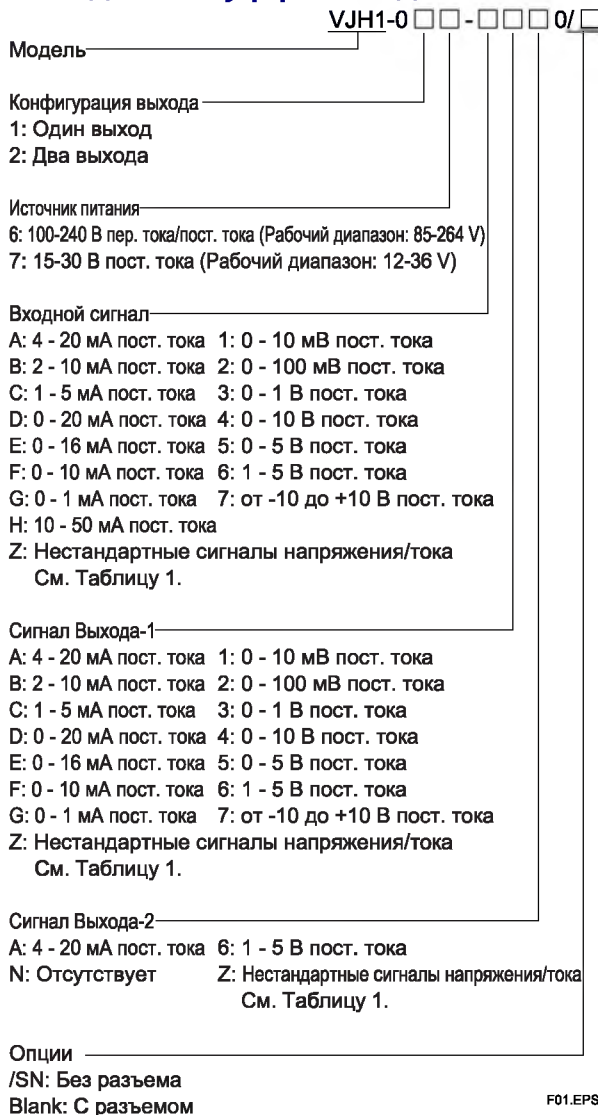 VJH1-0 □ □ - □ □ □ 0/ □
Модель
Конфигурация выхода
1: Один выход
2: Два выхода
Источник питания
6: 100-240 В пер. тока/пост. тока (Рабочий диапазон: 85-264 V)
7: 15-30 В пост. тока (Рабочий диапазон: 12-36 V)
Входной сигнал
A: 4 - 20 мА пост. тока 1: 0 - 10 мВ пост. тока
B: 2 - 10 мА пост. тока 2: 0 - 100 мВ пост. тока
C: 1 - 5 мА пост. тока 3: 0 - 1 В пост. тока
D: 0 - 20 мА пост. тока 4: 0 - 10 В пост. тока
E: 0 - 16 мА пост. тока 5: 0 - 5 В пост. тока
F: 0 - 10 мА пост. тока 6: 1 - 5 В пост. тока
G: 0 - 1 мА пост. тока 7: от -10 до +10 В пост. тока
H: 10 - 50 мА пост. тока
Z: Нестандартные сигналы напряжения/тока
См. Таблицу 1.
Сигнал Выхода-1
A: 4 - 20 мА пост. тока 1: 0 - 10 мВ пост. тока
B: 2 - 10 мА пост. тока 2: 0 - 100 мВ пост. тока
C: 1 - 5 мА пост. тока 3: 0 - 1 В пост. тока
D: 0 - 20 мА пост. тока 4: 0 - 10 В пост. тока
E: 0 - 16 мА пост. тока 5: 0 - 5 В пост. тока
F: 0 - 10 мА пост. тока 6: 1 - 5 В пост. тока
G: 0 - 1 мА пост. тока 7: от -10 до +10 В пост. тока
Z: Нестандартные сигналы напряжения/тока
См. Таблицу 1.
Сигнал Выхода-2
A: 4 - 20 мА пост. тока 6: 1 - 5 В пост. тока
N: Отсутствует Z: Нестандартные сигналы напряжения/тока
См. Таблицу 1.
Опции
/SN: Без разъема
Blank: С разъемом
F01.EPS